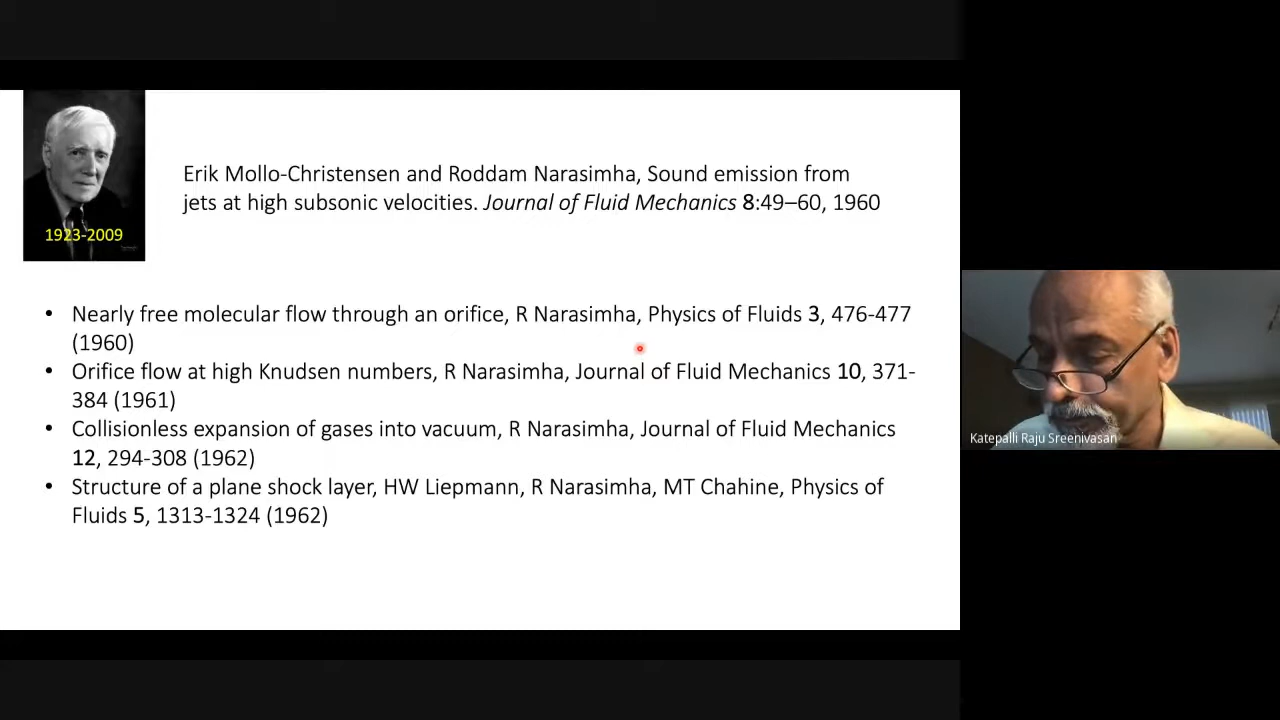 1923-2009
Erik Mollo-Christensen and Roddam Narasimha, Sound emission from
jets at high subsonic velocities. Journal of Fluid Mechanics 8:49–60, 1960
• Nearly free molecular flow through an orifice, R Narasimha, Physics of Fluids 3, 476-477
(1960)
• Orifice flow at high Knudsen numbers, R Narasimha, Journal of Fluid Mechanics 10, 371-
384 (1961)
• Collisionless expansion of gases into vacuum, R Narasimha, Journal of Fluid Mechanics
12, 294-308 (1962)
• Structure of a plane shock layer, HW Liepmann, R Narasimha, MT Chahine, Physics of
Fluids 5, 1313-1324 (1962)
Katepalli Raju Sreenivasan